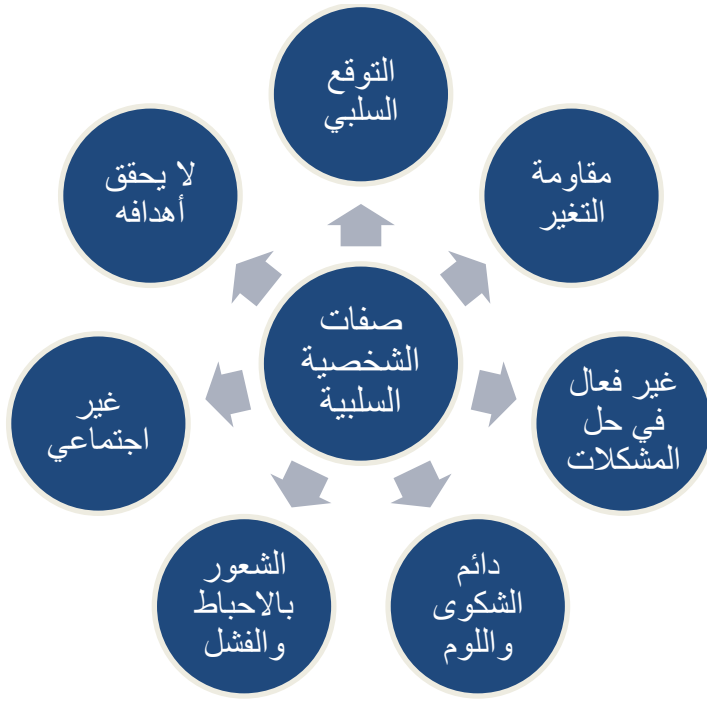 صفات
الشخصية
السلبية
التوقع
السلبي
مقاومة
التغير
غير فعال
في حل
المشكلات
دائم
الشكوى
واللوم
الشعور
بالاحباط
والفشل
غير
اجتماعي
لا يحقق
أهدافه